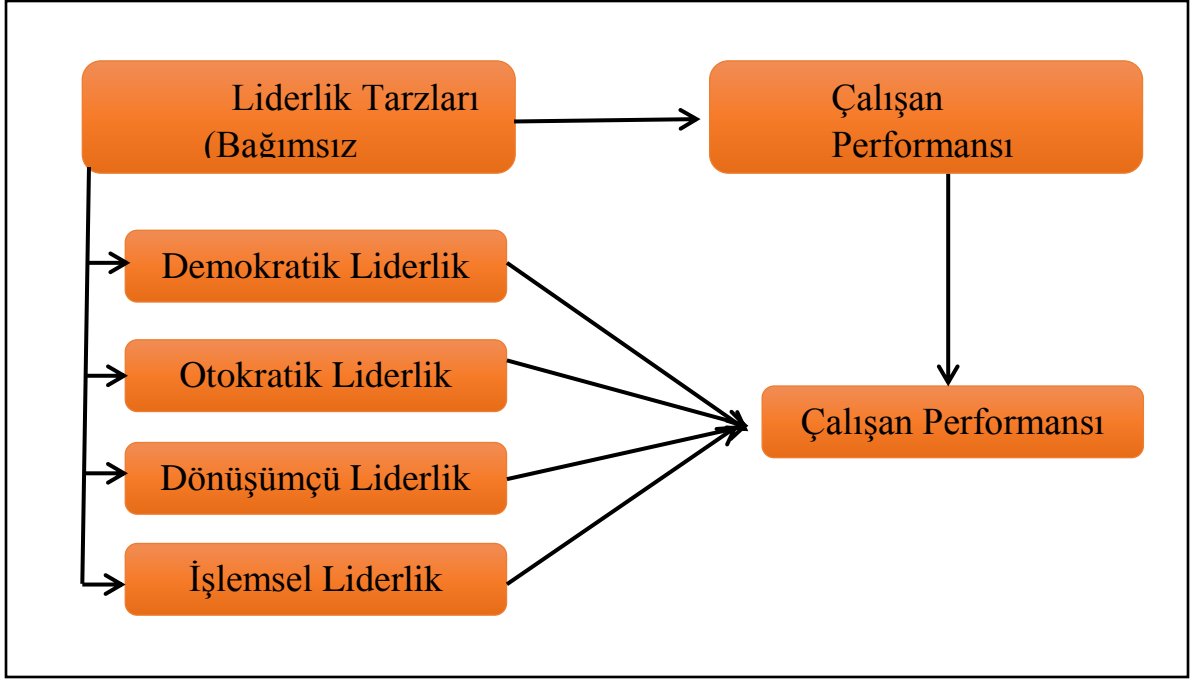 Liderlik Tarzları
(Bağımsız
Çalışan
Performansı
Demokratik Liderlik
Otokratik Liderlik
Çalışan Performansı
Dönüşümçü Liderlik
İşlemsel Liderlik